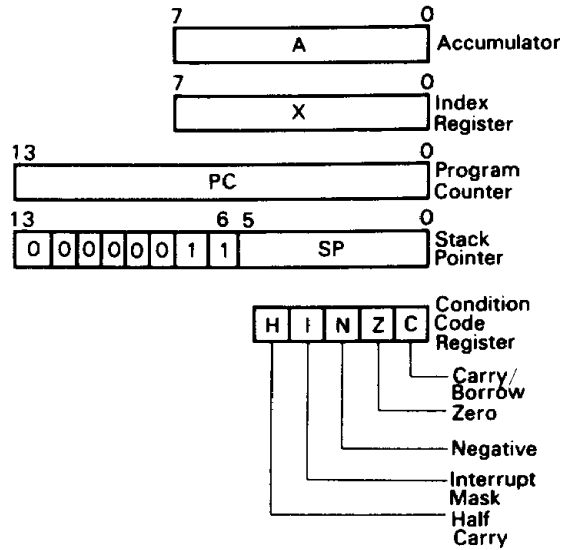 7 0
A Accumulator
7 0
X Index
Register
13 0
PC Program
Counter
13 6 5 0
0 0 0 0 0 0 1 1 SP Stack
Pointer
H I N Z C Condition
Code
Register
Carry/
Borrow
Zero
Negative
Interrupt
Mask
Half
Carry